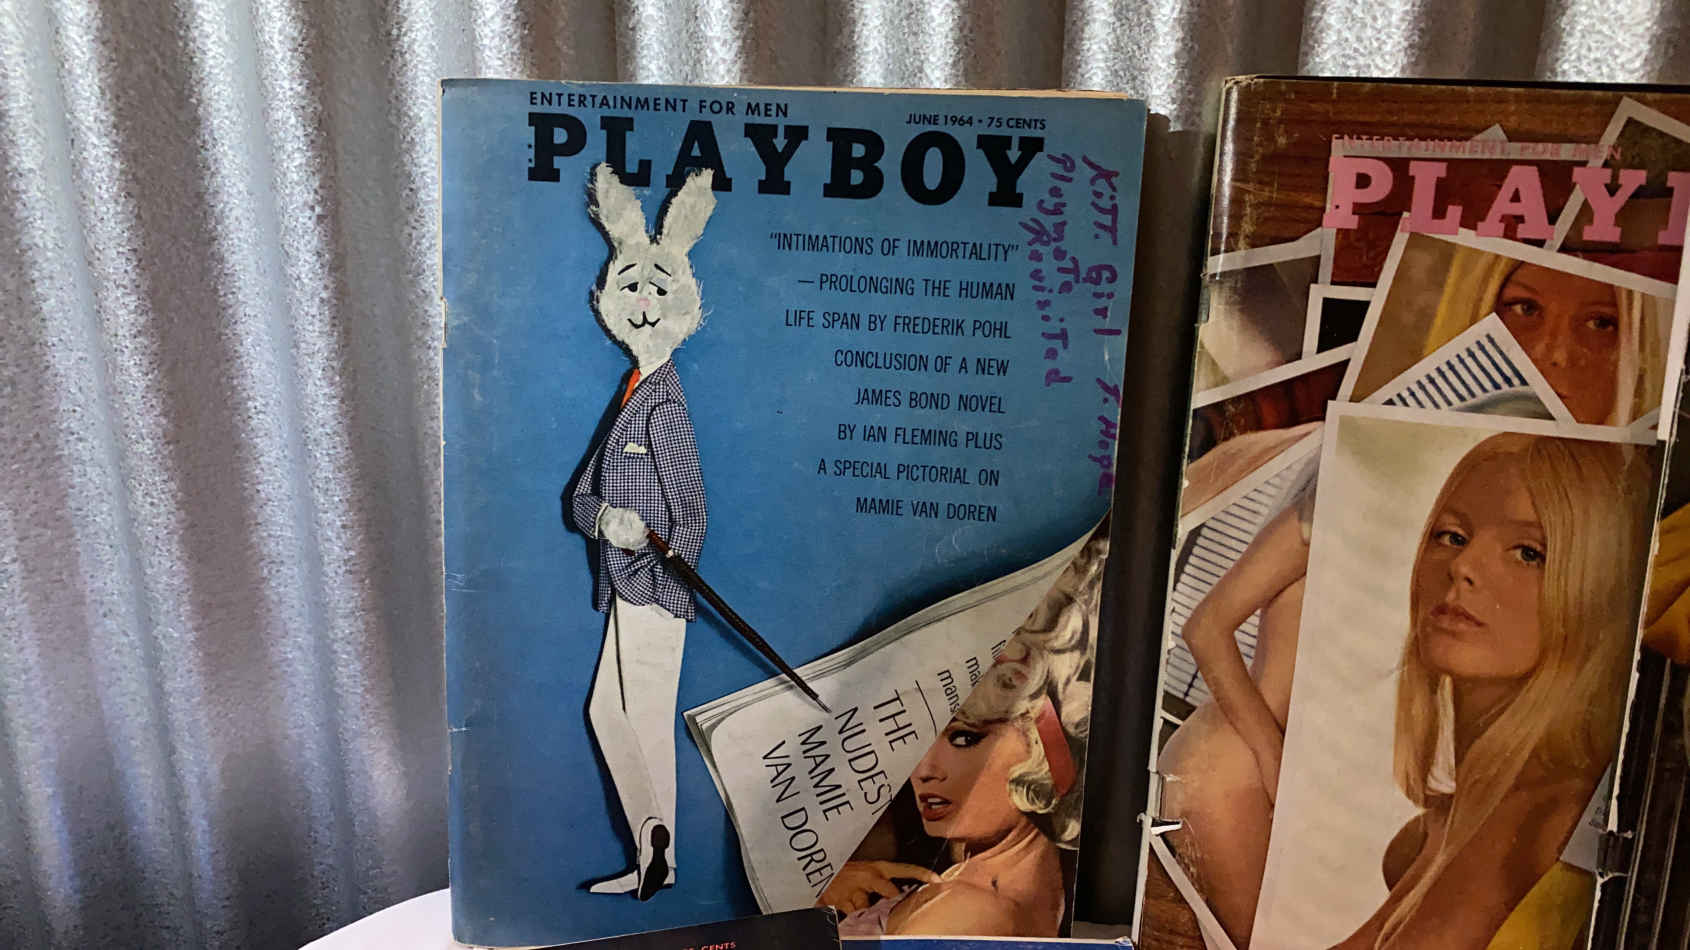 ENTERTAINMENT FOR MEN
PLAYBOY
JUNE 1964 • 75 CENTS
"INTIMATIONS OF IMMORTALITY"
— PROLONGING THE HUMAN
LIFE SPAN BY FREDERIK POHL
CONCLUSION OF A NEW
JAMES BOND NOVEL
BY IAN FLEMING PLUS
A SPECIAL PICTORIAL ON
MAMIE VAN DOREN
Girl
THE
NUDEST
MAMIE
VAN DOREN
ENTERTAINMENT FOR MEN
PLAY
CENTS